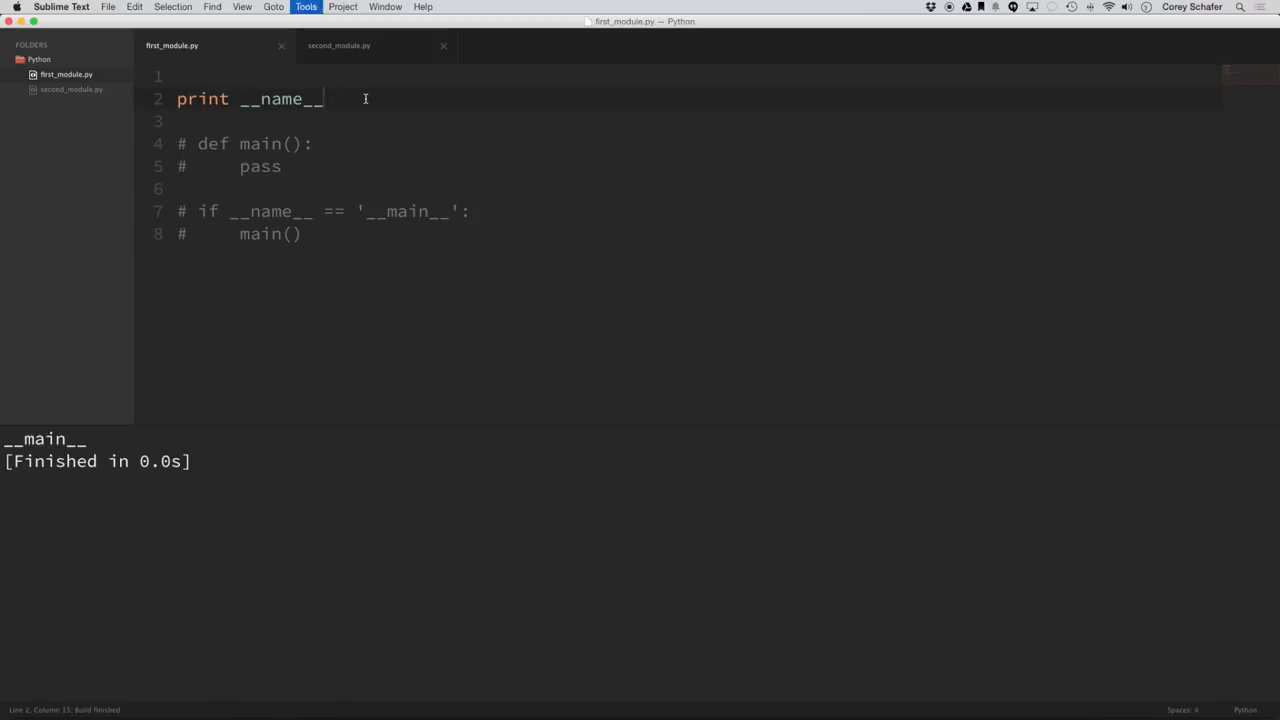 Sublime Text File Edit Selection Find View Goto Tools Project Window Help Corey Schafer
first_module.py — Python
FOLDERS
Python
first_module.py
second_module.py
first_module.py second_module.py
1
2 print __name__
3
4 # def main():
5 #     pass
6
7 # if __name__ == '__main__':
8 #     main()
__main__
[Finished in 0.0s]
Line 2, Column 15; Build finished Spaces: 4 Python